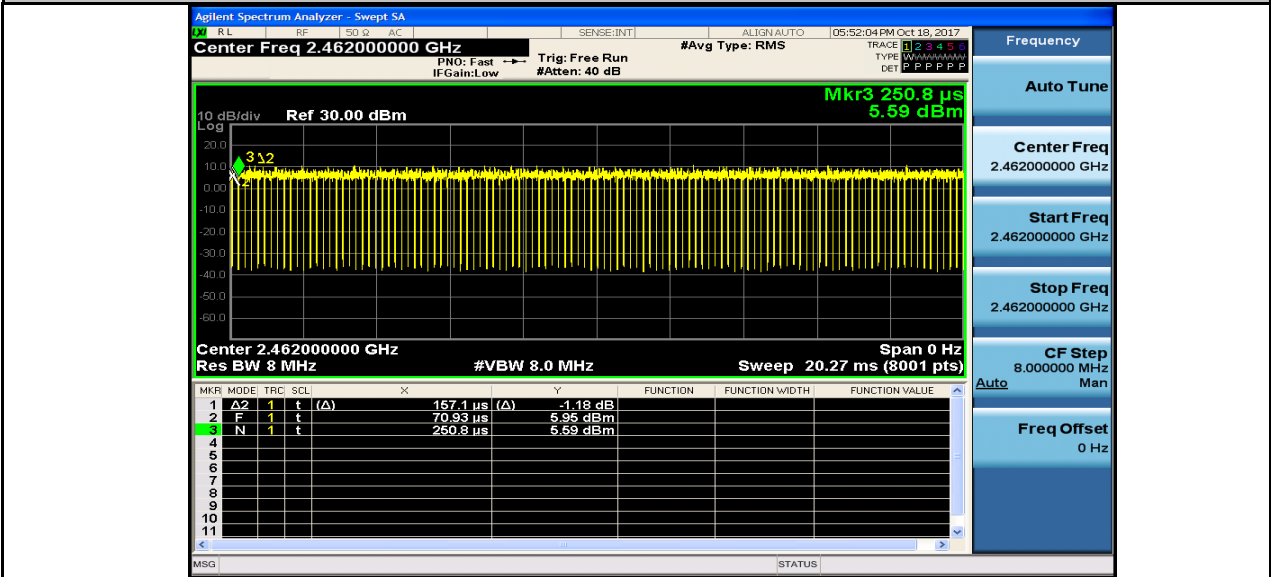 Agilent Spectrum Analyzer - Swept SA
LXI RL RF 50 Ω AC SENSE:INT ALIGN AUTO 05:52:04 PM Oct 18, 2017
Center Freq 2.462000000 GHz #Avg Type: RMS TRACE 1 2 3 4 5 6
PNO: Fast Trig: Free Run TYPE WWWWWW
IFGain:Low #Atten: 40 dB DET P P P P P P
Mkr3 250.8 µs
5.59 dBm
10 dB/div Ref 30.00 dBm
Log
20.0
10.0
0.00
-10.0
-20.0
-30.0
-40.0
-50.0
-60.0
3Δ2
2
Center 2.462000000 GHz Span 0 Hz
Res BW 8 MHz #VBW 8.0 MHz Sweep 20.27 ms (8001 pts)
MKR MODE TRC SCL X Y FUNCTION FUNCTION WIDTH FUNCTION VALUE
1 Δ2 1 t (Δ) 157.1 µs (Δ) -1.18 dB
2 F 1 t 70.93 µs 5.95 dBm
3 N 1 t 250.8 µs 5.59 dBm
4
5
6
7
8
9
10
11
MSG STATUS
Frequency
Auto Tune
Center Freq
2.462000000 GHz
Start Freq
2.462000000 GHz
Stop Freq
2.462000000 GHz
CF Step
8.000000 MHz
Auto Man
Freq Offset
0 Hz